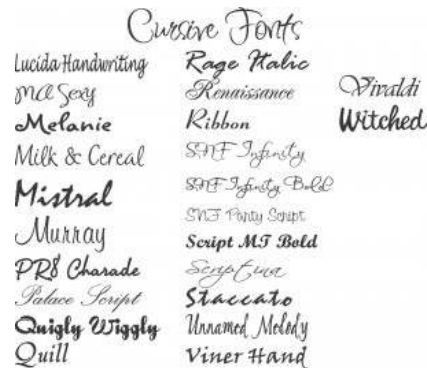 Cursive Fonts
Lucida Handwriting
MA Sexy
Melanie
Milk & Cereal
Mistral
Murray
PR8 Charade
Palace Script
Quigly Wiggly
Quill
Rage Italic
Renaissance
Ribbon
SNF Infinity
SNF Infinity Bold
SNF Party Script
Script MT Bold
Scriptina
Staccato
Unnamed Melody
Viner Hand
Vivaldi
Witched